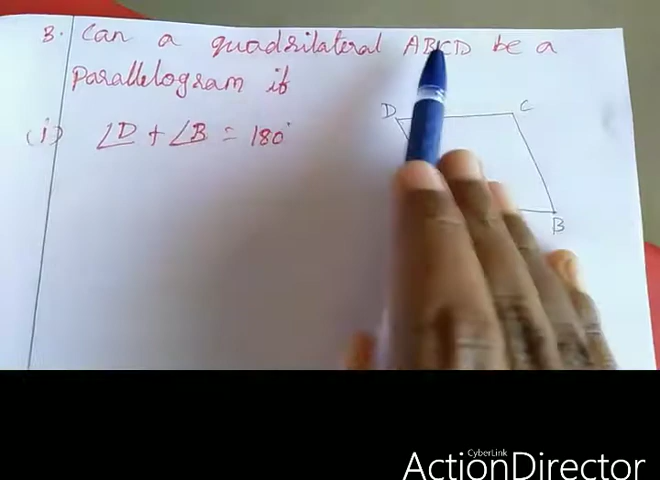 3. Can a quadrilateral ABCD be a
Parallelogram if
(i) ∠D + ∠B = 180°
D C
B
CyberLink
ActionDirector